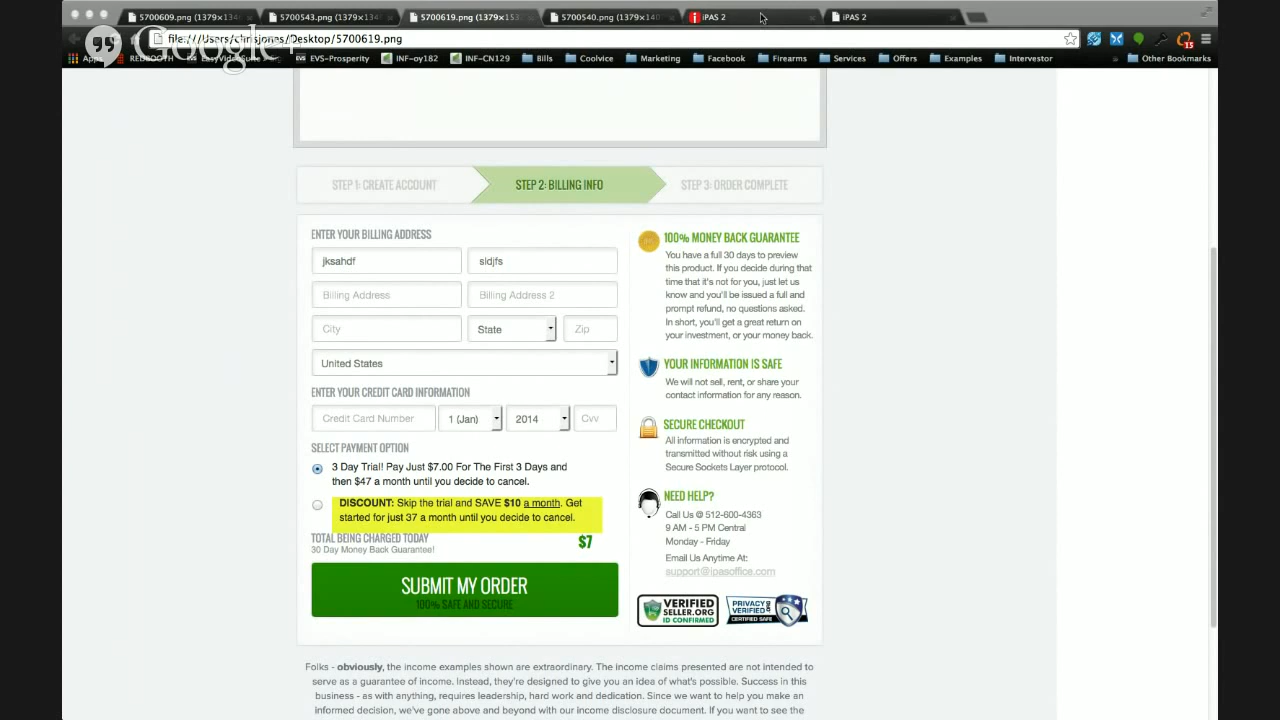 5700609.png (1379×134
5700543.png (1379×134
5700619.png (1379×153
5700540.png (1379×140
iPAS 2
iPAS 2
Google+
file:///Users/chrisjones/Desktop/5700619.png
15
Apps
REDBOOTH
EasyVideoSuite
EVS-Prosperity
INF-oy182
INF-CN129
Bills
Coolvice
Marketing
Facebook
Firearms
Services
Offers
Examples
Intervestor
»
Other Bookmarks
STEP 1: CREATE ACCOUNT
STEP 2: BILLING INFO
STEP 3: ORDER COMPLETE
ENTER YOUR BILLING ADDRESS
jksahdf
sldjfs
Billing Address
Billing Address 2
City
State
Zip
United States
ENTER YOUR CREDIT CARD INFORMATION
Credit Card Number
1 (Jan)
2014
Cvv
SELECT PAYMENT OPTION
3 Day Trial! Pay Just $7.00 For The First 3 Days and
then $47 a month until you decide to cancel.
DISCOUNT: Skip the trial and SAVE $10 a month. Get
started for just 37 a month until you decide to cancel.
TOTAL BEING CHARGED TODAY
30 Day Money Back Guarantee!
$7
SUBMIT MY ORDER
100% SAFE AND SECURE
100% MONEY BACK GUARANTEE
You have a full 30 days to preview
this product. If you decide during that
time that it's not for you, just let us
know and you'll be issued a full and
prompt refund, no questions asked.
In short, you'll get a great return on
your investment, or your money back.
YOUR INFORMATION IS SAFE
We will not sell, rent, or share your
contact information for any reason.
SECURE CHECKOUT
All information is encrypted and
transmitted without risk using a
Secure Sockets Layer protocol.
NEED HELP?
Call Us @ 512-600-4363
9 AM - 5 PM Central
Monday - Friday
Email Us Anytime At:
support@ipasoffice.com
VERIFIED
SELLER.ORG
ID CONFIRMED
PRIVACY
VERIFIED.ORG
CERTIFIED SAFE
Folks - obviously, the income examples shown are extraordinary. The income claims presented are not intended to
serve as a guarantee of income. Instead, they're designed to give you an idea of what's possible. Success in this
business - as with anything, requires leadership, hard work and dedication. Since we want to help you make an
informed decision, we've gone above and beyond with our income disclosure document. If you want to see the